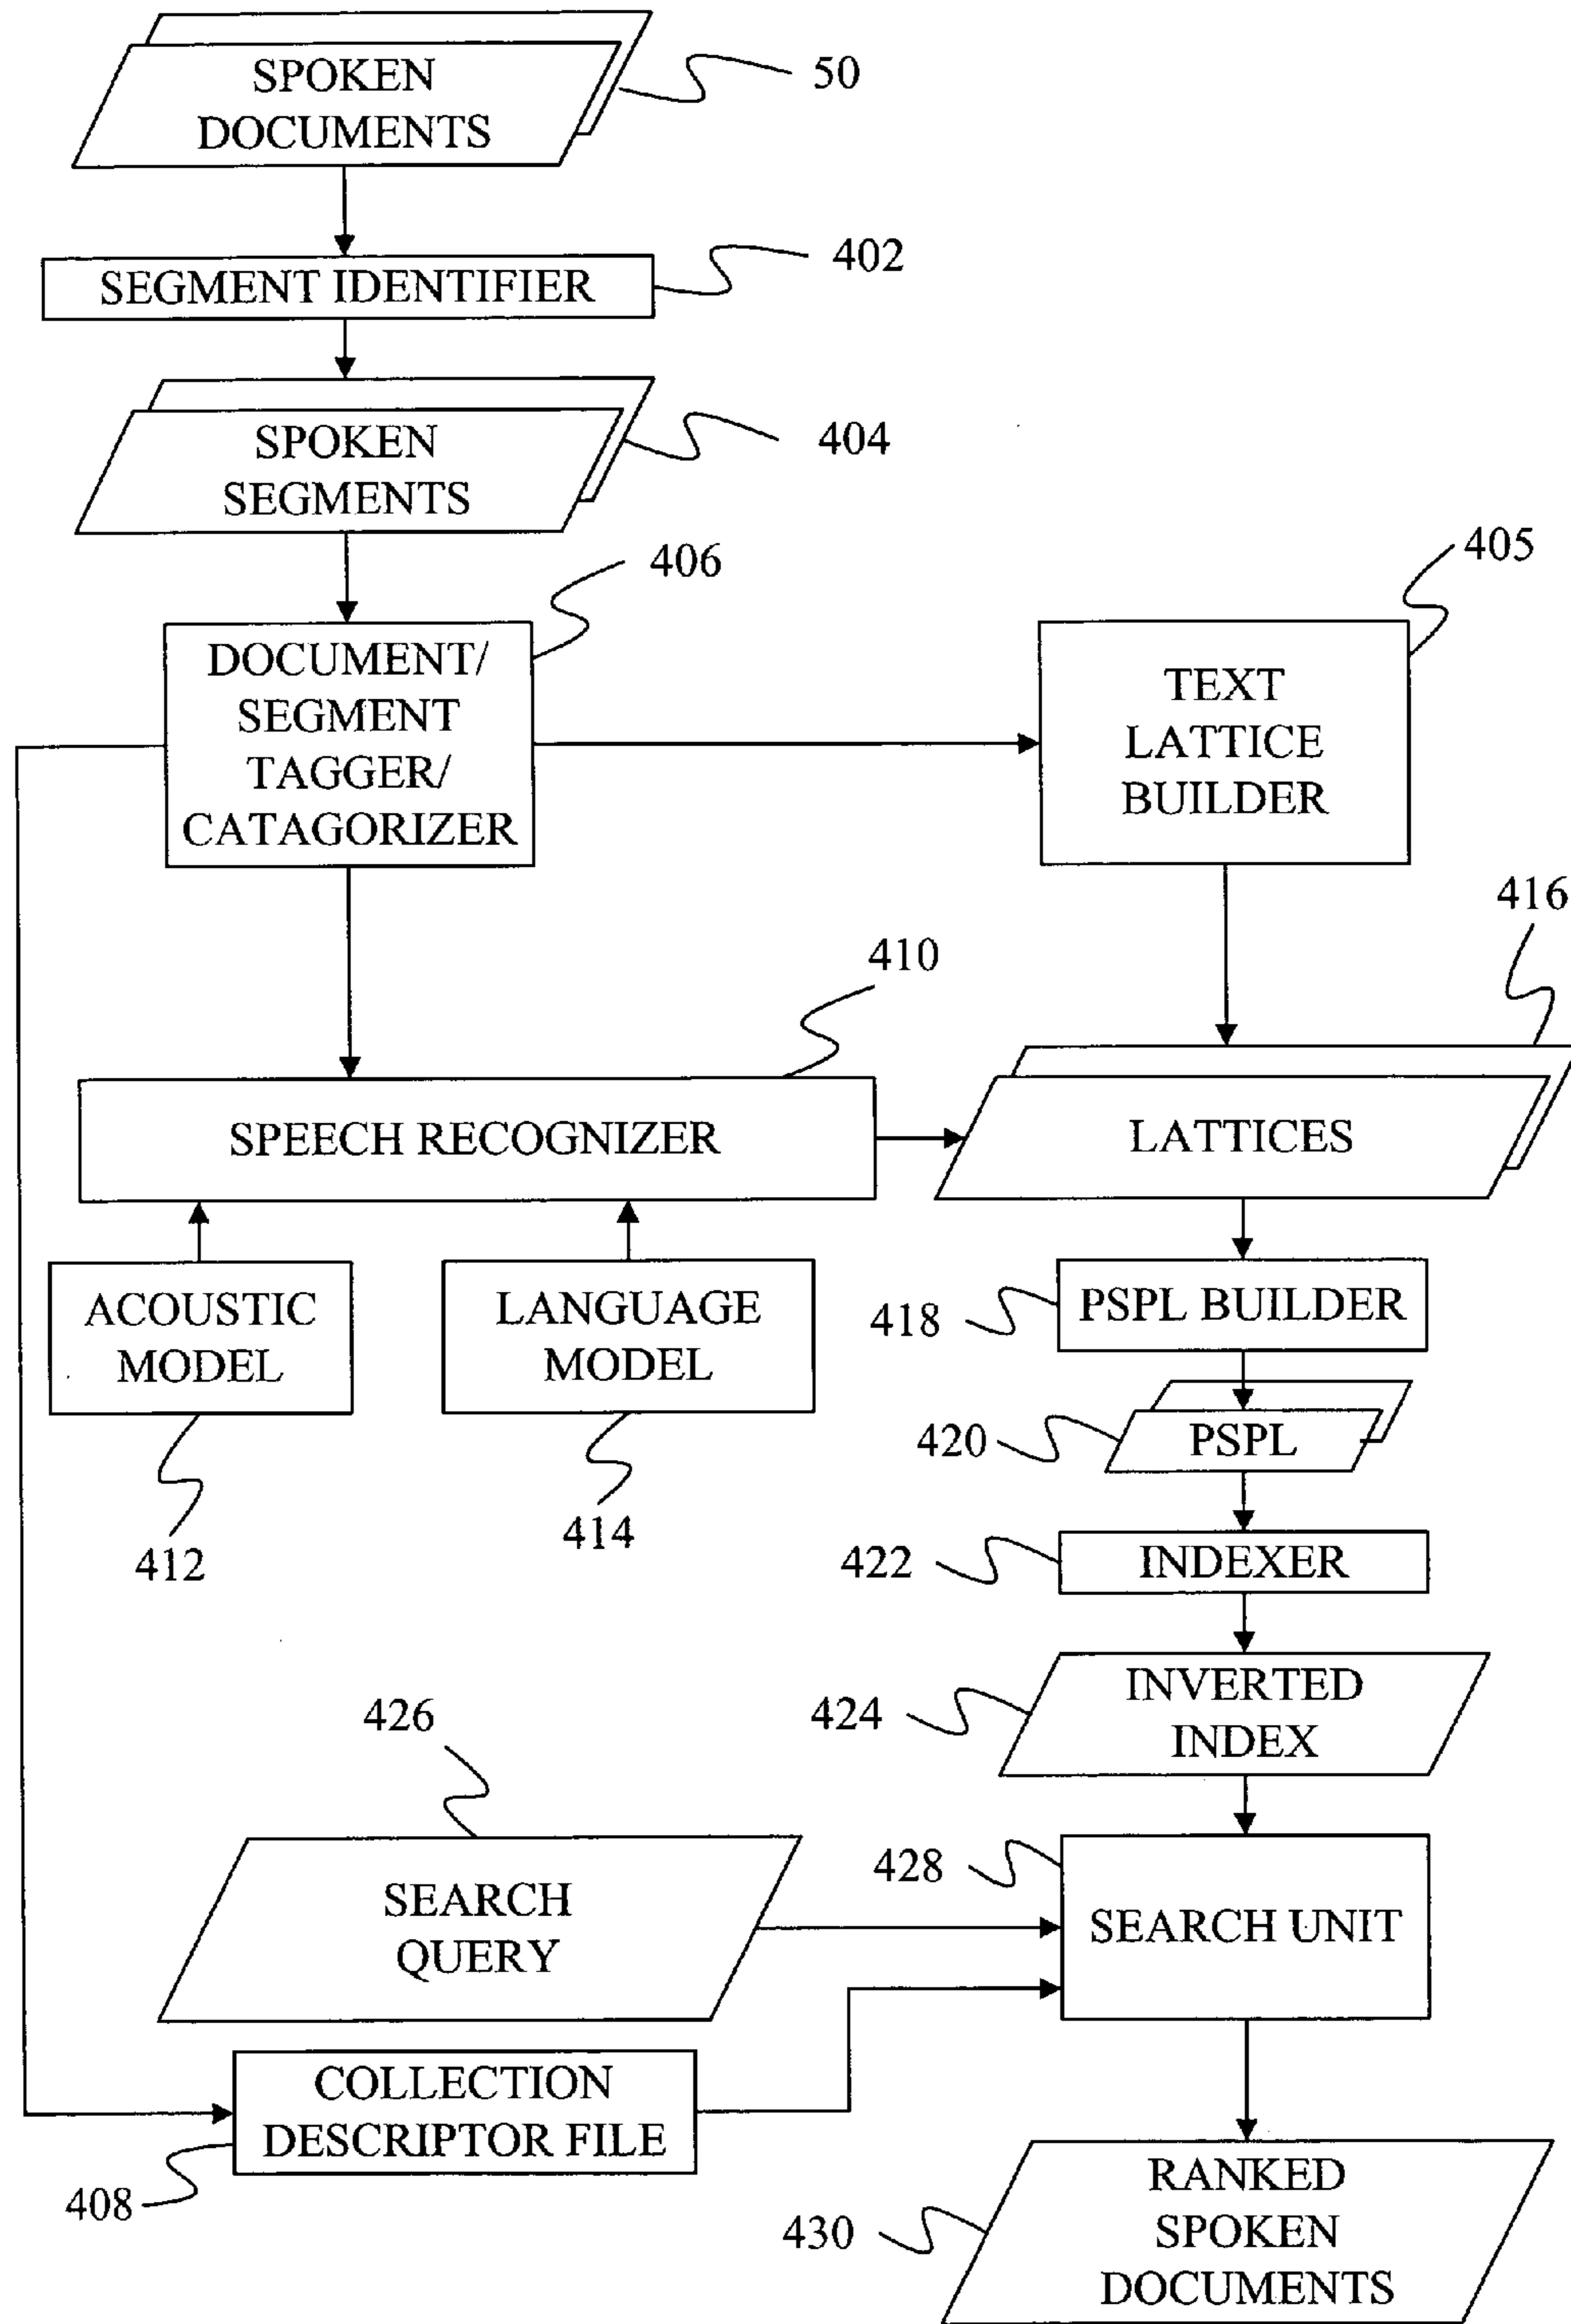 SPOKEN
DOCUMENTS
50
SEGMENT IDENTIFIER
402
SPOKEN
SEGMENTS
404
406
405
DOCUMENT/
SEGMENT
TAGGER/
CATAGORIZER
TEXT
LATTICE
BUILDER
416
410
SPEECH RECOGNIZER
LATTICES
ACOUSTIC
MODEL
LANGUAGE
MODEL
418
PSPL BUILDER
420
PSPL
412
414
422
INDEXER
424
INVERTED
INDEX
426
SEARCH
QUERY
428
SEARCH UNIT
COLLECTION
DESCRIPTOR FILE
408
430
RANKED
SPOKEN
DOCUMENTS